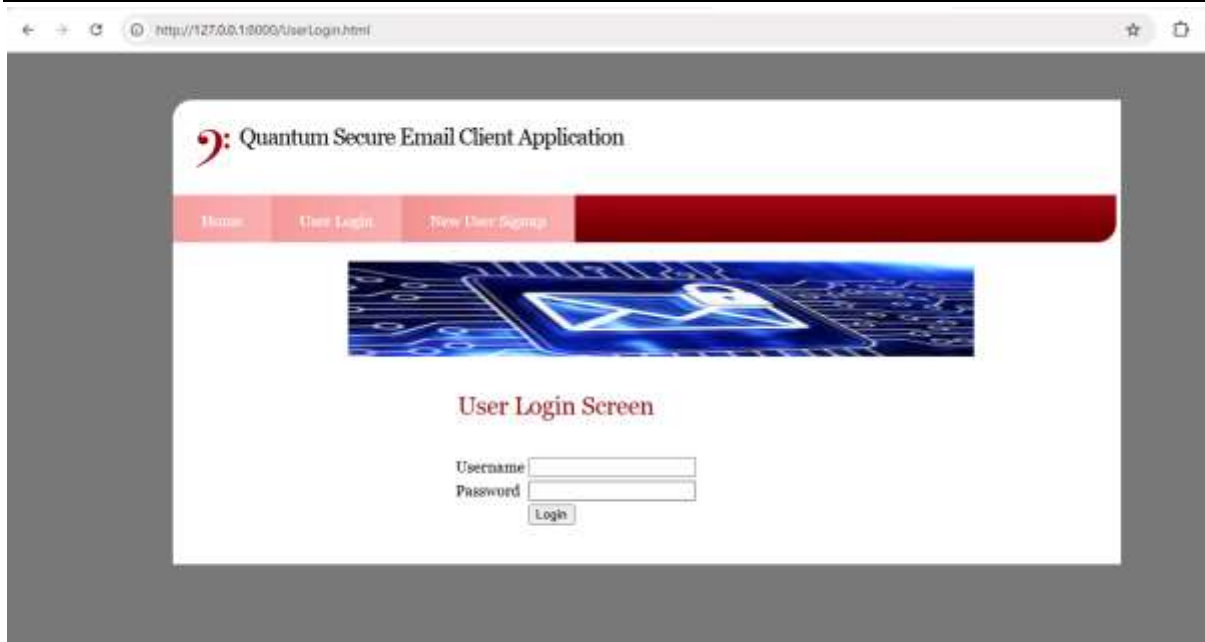 http://127.0.0.1:8000/UserLogin.html
Quantum Secure Email Client Application
Home User Login New User Signup
User Login Screen
Username
Password
Login